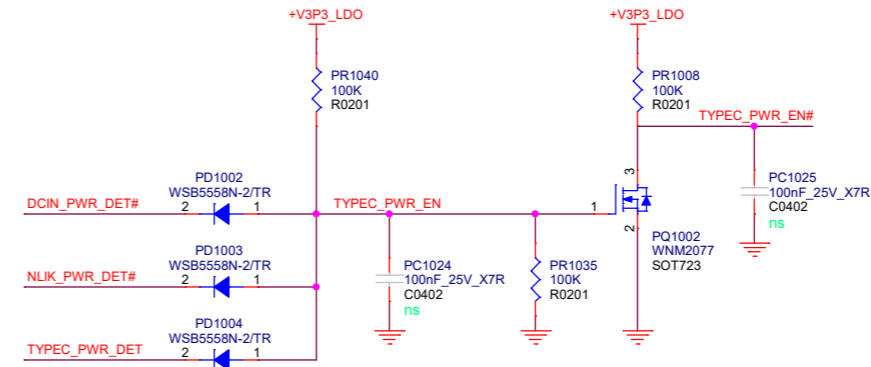 +V3P3_LDO
+V3P3_LDO
PR1040
100K
R0201
PR1008
100K
R0201
TYPEC_PWR_EN#
PD1002
WSB5558N-2/TR
DCIN_PWR_DET#
2
1
TYPEC_PWR_EN
1
3
2
PC1025
100nF_25V_X7R
C0402
ns
PQ1002
WNM2077
SOT723
PD1003
WSB5558N-2/TR
NLIK_PWR_DET#
2
1
PC1024
100nF_25V_X7R
C0402
ns
PR1035
100K
R0201
PD1004
WSB5558N-2/TR
TYPEC_PWR_DET
2
1